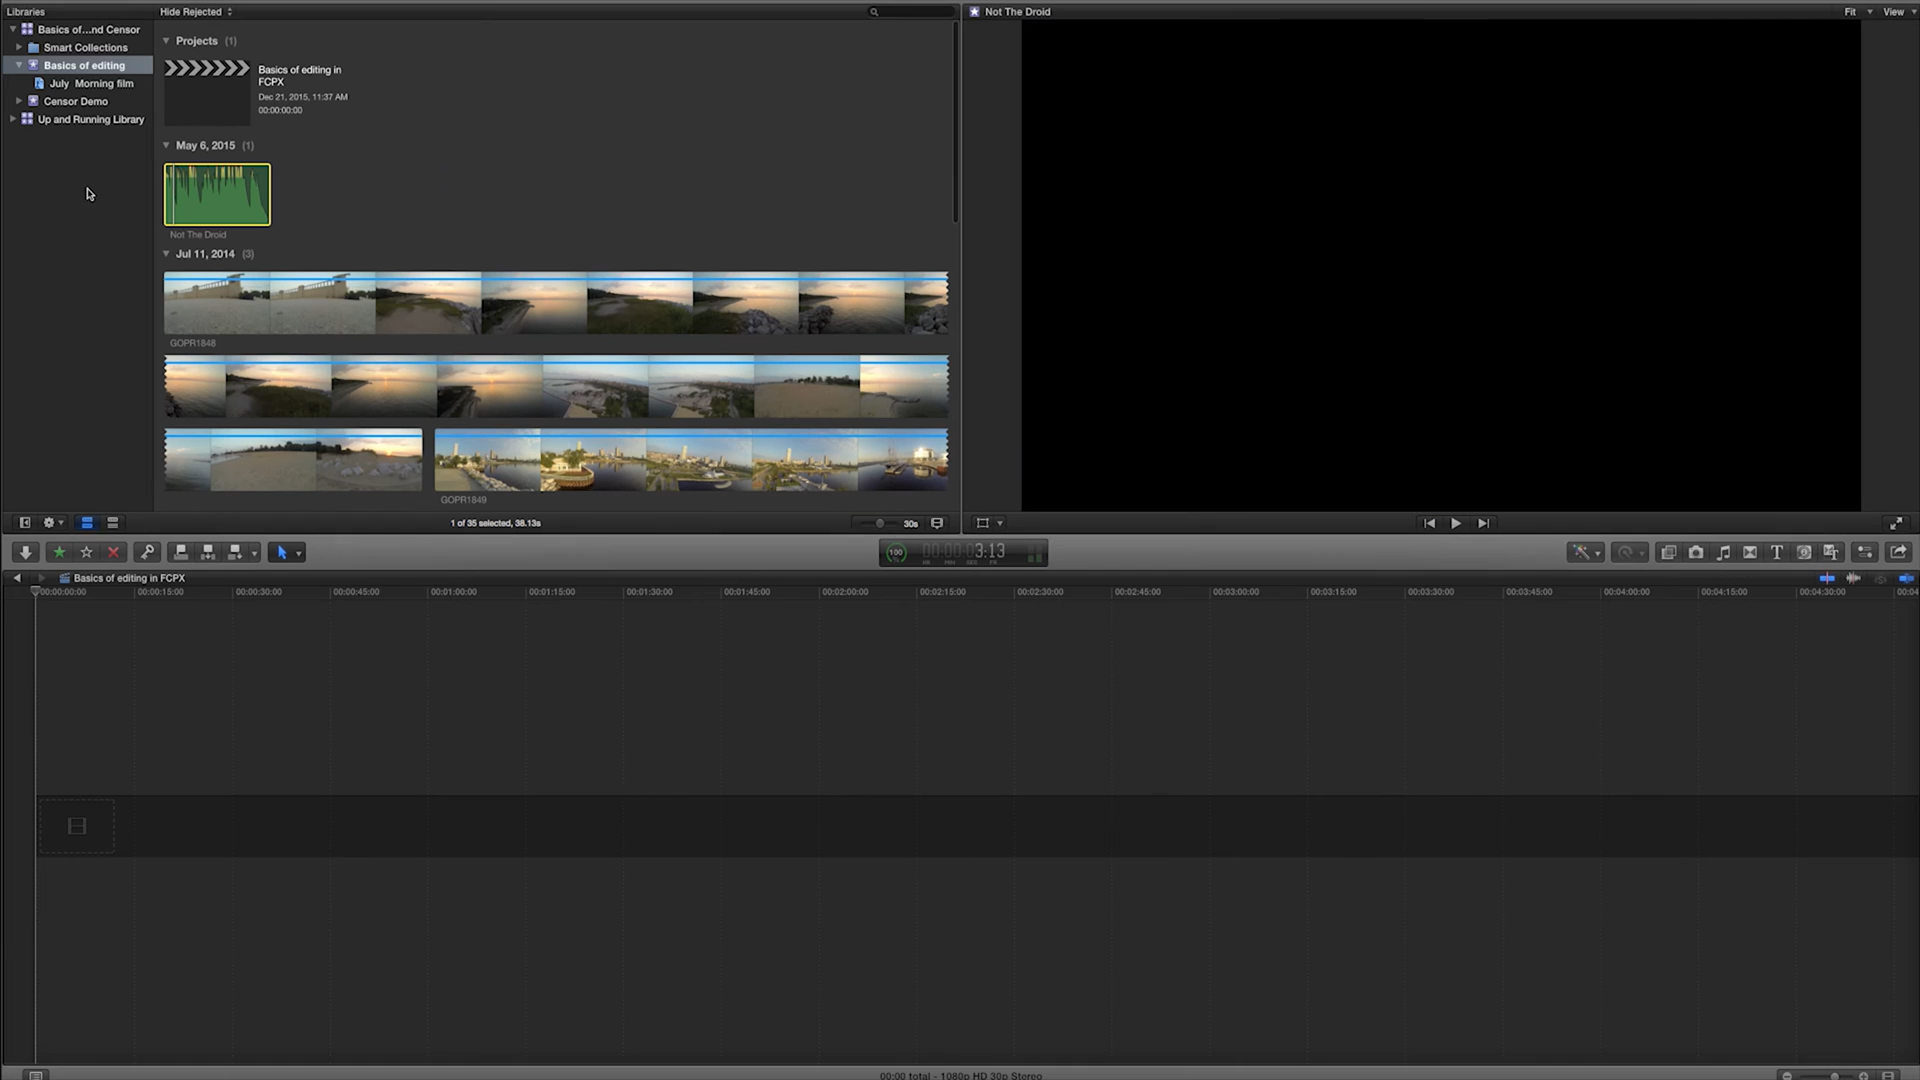 Libraries
Hide Rejected
Not The Droid
Fit
View
Basics of...nd Censor
Smart Collections
Basics of editing
July Morning film
Censor Demo
Up and Running Library
Projects (1)
Basics of editing in
FCPX
Dec 21, 2015, 11:37 AM
00:00:00:00
May 6, 2015 (1)
Not The Droid
Jul 11, 2014 (3)
GOPR1848
GOPR1849
1 of 35 selected, 38.13s
30s
100
00:00:03:13
HR MIN SEC FR
Basics of editing in FCPX
00:00:00:00 00:00:15:00 00:00:30:00 00:00:45:00 00:01:00:00 00:01:15:00 00:01:30:00 00:01:45:00 00:02:00:00 00:02:15:00 00:02:30:00 00:02:45:00 00:03:00:00 00:03:15:00 00:03:30:00 00:03:45:00 00:04:00:00 00:04:15:00 00:04:30:00 00:04
00:00 total - 1080p HD 30p Stereo